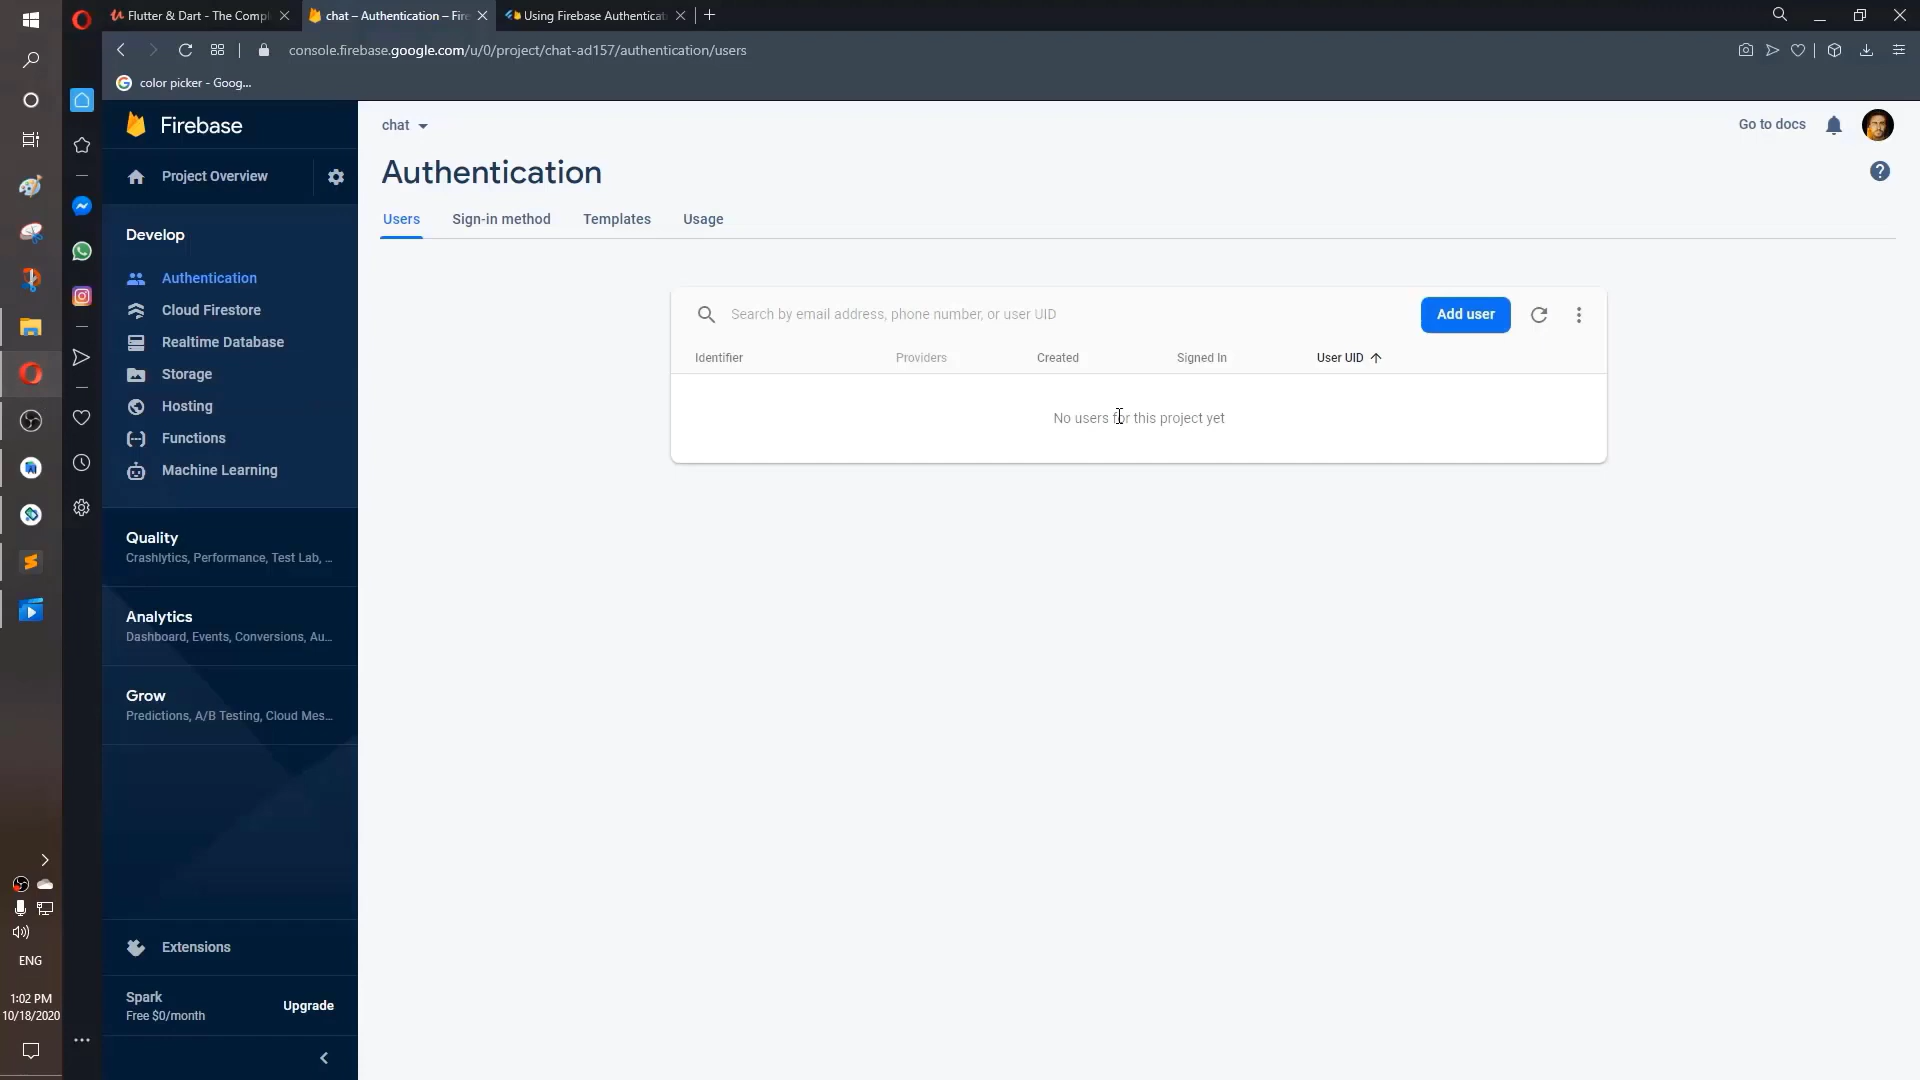 Flutter & Dart - The Compl
chat – Authentication – Fire
Using Firebase Authenticat
console.firebase.google.com/u/0/project/chat-ad157/authentication/users
color picker - Goog...
Firebase
Project Overview
Develop
Authentication
Cloud Firestore
Realtime Database
Storage
Hosting
Functions
Machine Learning
Quality
Crashlytics, Performance, Test Lab, ...
Analytics
Dashboard, Events, Conversions, Au...
Grow
Predictions, A/B Testing, Cloud Mes...
Extensions
Spark
Free $0/month
Upgrade
chat
Go to docs
Authentication
Users
Sign-in method
Templates
Usage
Search by email address, phone number, or user UID
Add user
Identifier
Providers
Created
Signed In
User UID
No users for this project yet
ENG
1:02 PM
10/18/2020